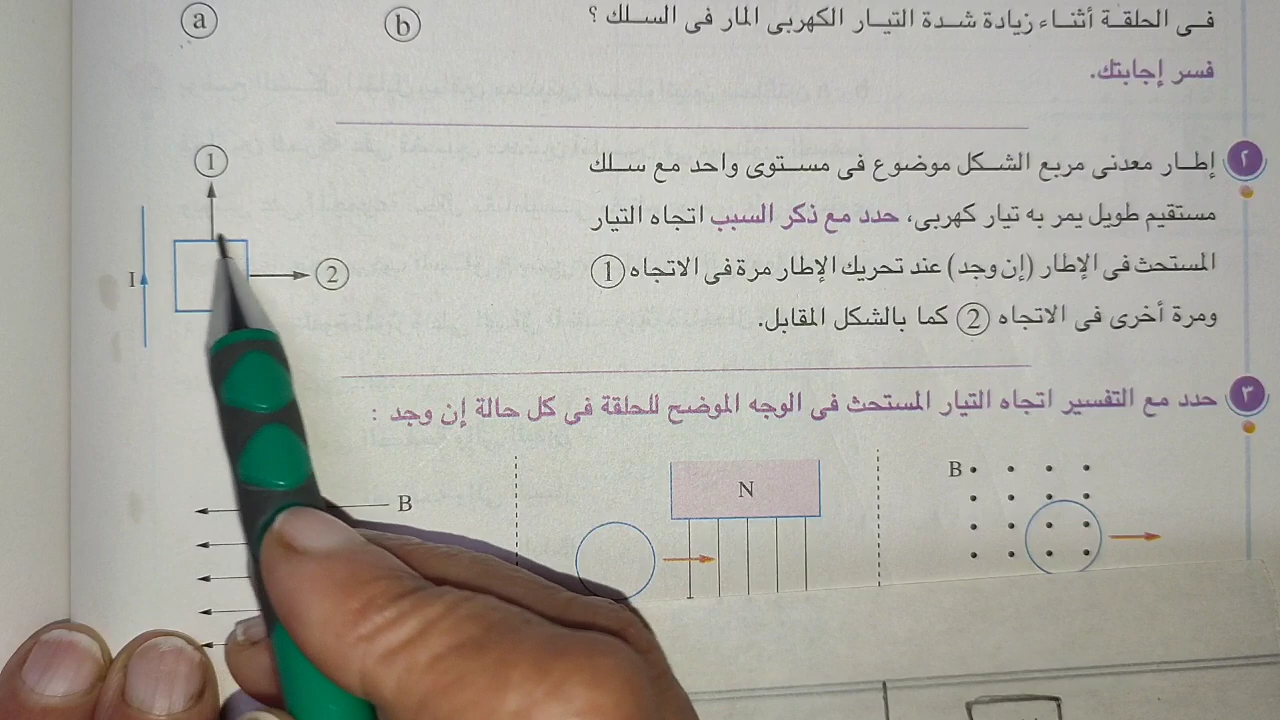 فى الحلقة أثناء زيادة شدة التيار الكهربى المار فى السلك ؟
فسر إجابتك.
a
b
٢ إطار معدنى مربع الشكل موضوع فى مستوى واحد مع سلك
مستقيم طويل يمر به تيار كهربى، حدد مع ذكر السبب اتجاه التيار
المستحث فى الإطار (إن وجد) عند تحريك الإطار مرة فى الاتجاه 1
ومرة أخرى فى الاتجاه 2 كما بالشكل المقابل.
1
2
I
٣ حدد مع التفسير اتجاه التيار المستحث فى الوجه الموضح للحلقة فى كل حالة إن وجد :
B
N
B